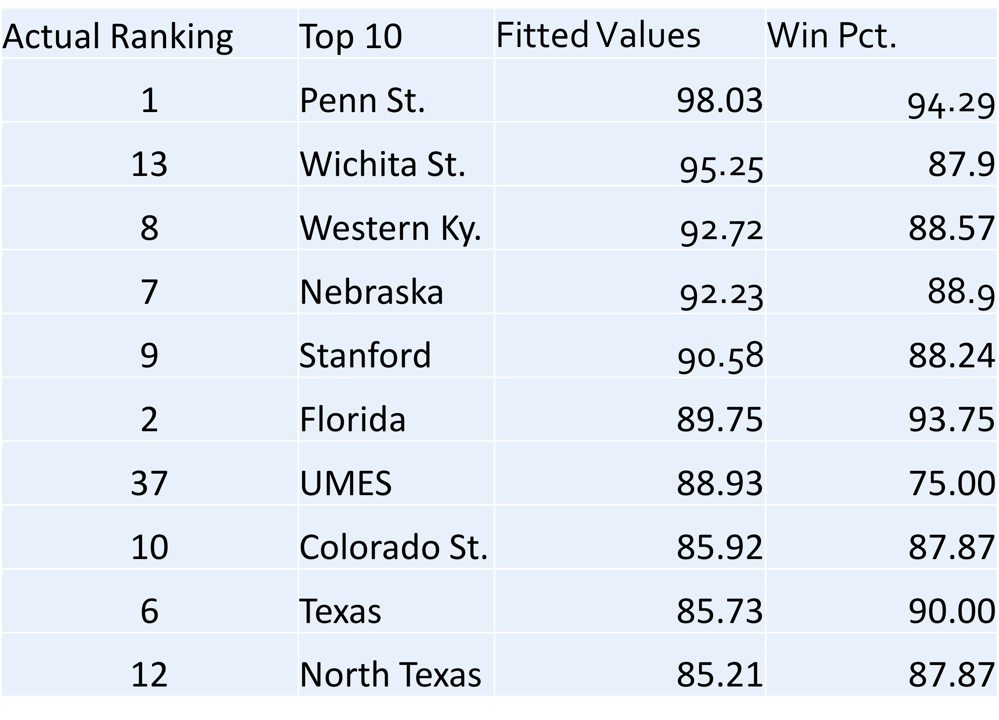 Actual Ranking Top 10 Fitted Values Win Pct.
1 Penn St. 98.03 94.29
13 Wichita St. 95.25 87.9
8 Western Ky. 92.72 88.57
7 Nebraska 92.23 88.9
9 Stanford 90.58 88.24
2 Florida 89.75 93.75
37 UMES 88.93 75.00
10 Colorado St. 85.92 87.87
6 Texas 85.73 90.00
12 North Texas 85.21 87.87